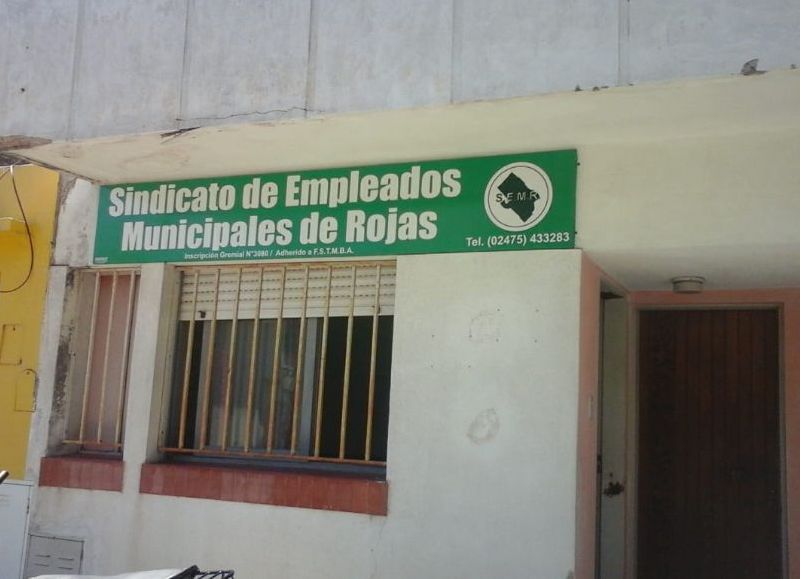 Sindicato de Empleados
Municipales de Rojas
Inscripción Gremial N°3080 / Adherido a F.S.T.M.B.A.
S.E.M.R
Tel. (02475) 433283